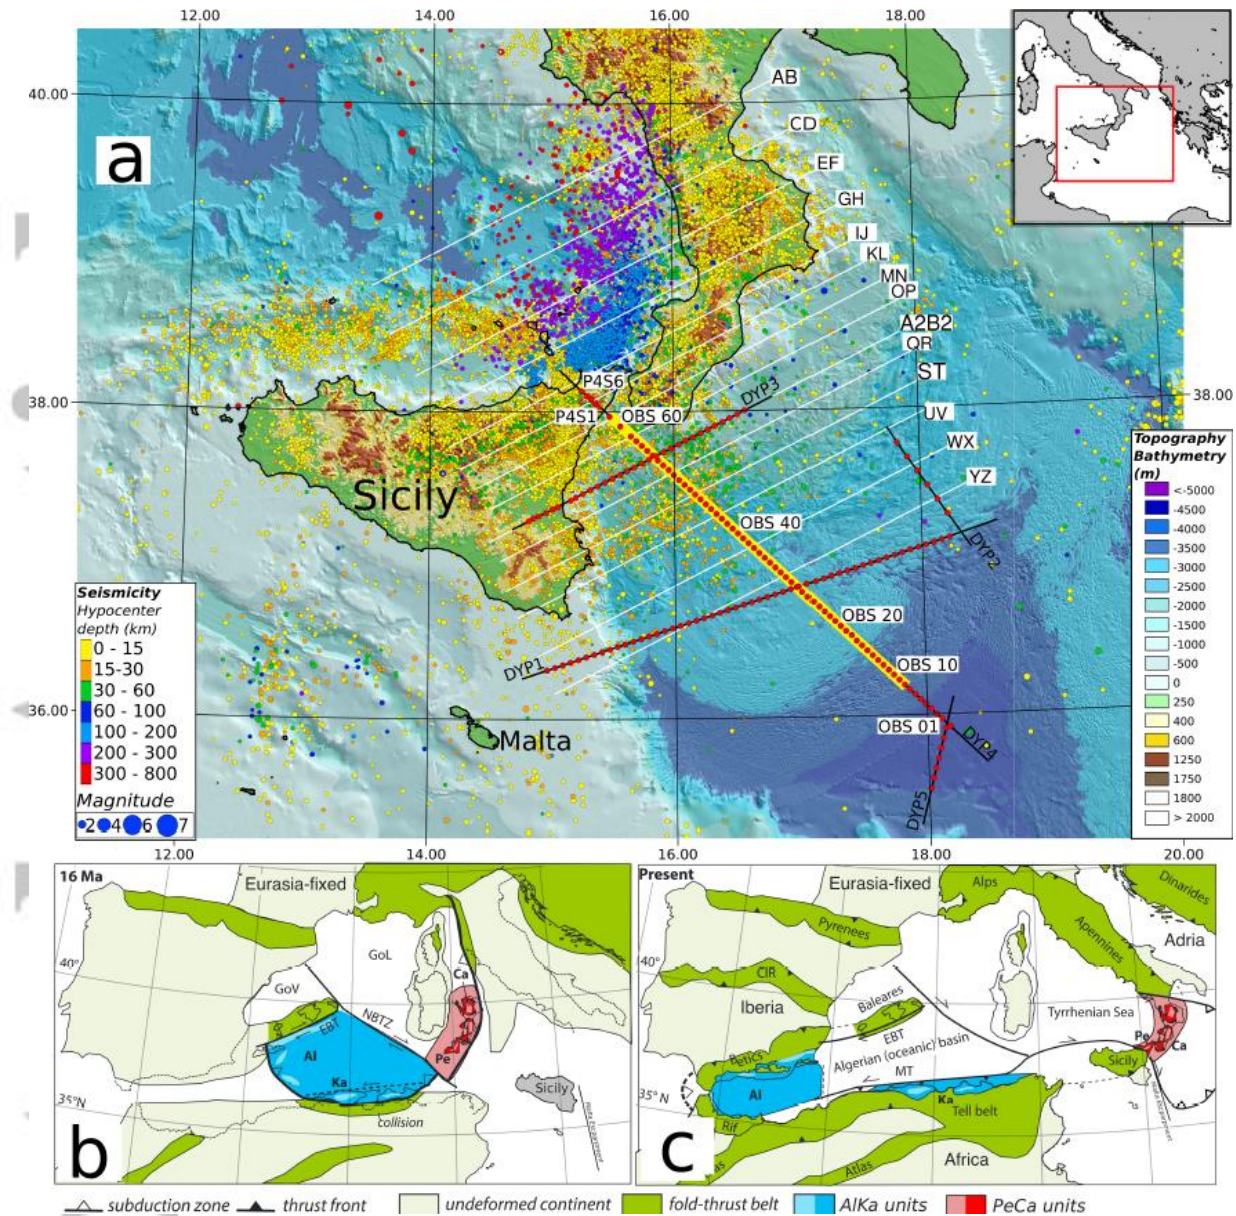 12.00 14.00 16.00 18.00
40.00
a
AB
CD
EF
GH
IJ
KL
MN
OP
A2B2
QR
ST
UV
WX
YZ
38.00
38.00
P4S6
P4S1
OBS 60
DYP3
Sicily
OBS 40
DYP2
OBS 20
DYP1
OBS 10
36.00
OBS 01
Malta
DYP4
DYP5
Seismicity
Hypocenter
depth (km)
0 - 15
15-30
30 - 60
60 - 100
100 - 200
200 - 300
300 - 800
Magnitude
2 4 6 7
Topography
Bathymetry
(m)
<-5000
-4500
-4000
-3500
-3000
-2500
-2000
-1500
-1000
-500
0
250
400
600
1250
1750
1800
> 2000
12.00 14.00 16.00 18.00 20.00
16 Ma
Eurasia-fixed
GoL
40°
GoV
Ca
NBTZ
EBT
Al
Pe
Ka
Sicily
35°N
collision
Malta Escarpment
b
Present
Eurasia-fixed
Alps
Dinarides
Pyrenees
Apennines
Adria
40°
CIR
Iberia
Baleares
Tyrrhenian Sea
EBT
Pe
Ca
Betics
Algerian (oceanic) basin
Sicily
MT
Al
Ka
35° N
Tell belt
Rif
Malta Escarpment
Atlas
Africa
c
subduction zone thrust front undeformed continent fold-thrust belt AlKa units PeCa units